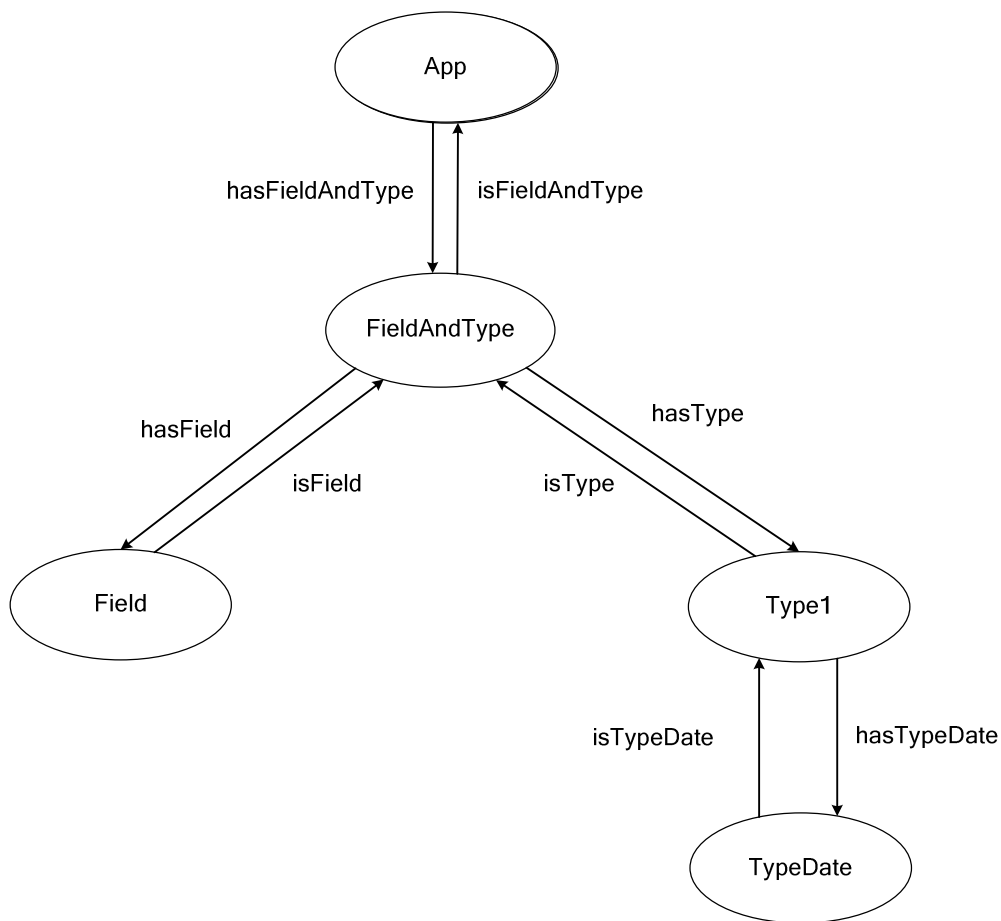 App
hasFieldAndType
isFieldAndType
FieldAndType
hasType
hasField
isField
isType
Field
Type1
isTypeDate
hasTypeDate
TypeDate